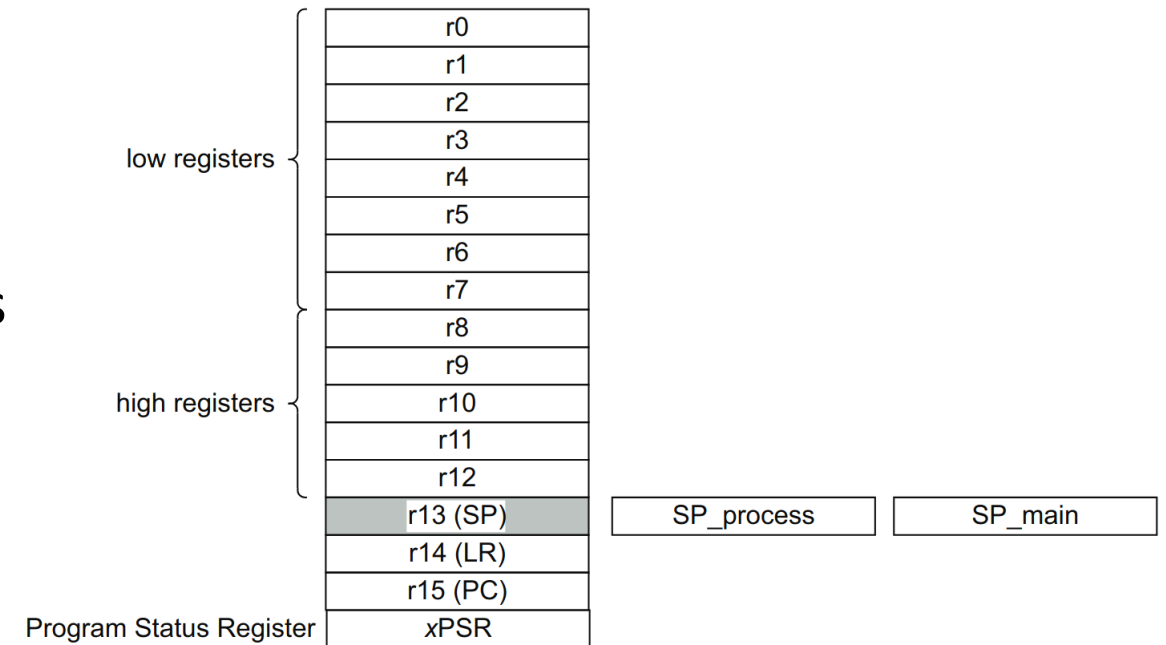 r0
r1
r2
r3
low registers
r4
r5
r6
r7
s
r8
r9
high registers
r10
r11
r12
r13 (SP)
SP_process
SP_main
r14 (LR)
r15 (PC)
Program Status Register
xPSR